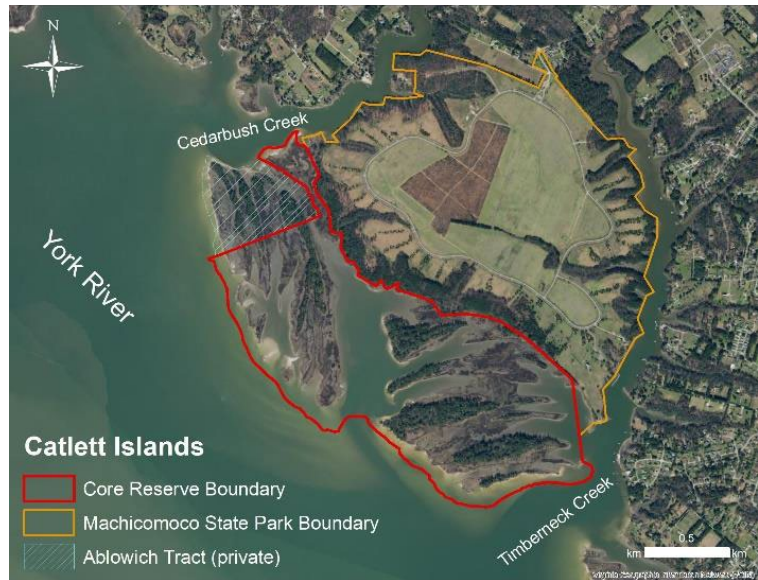 N
Cedarbush Creek
York River
Catlett Islands
Core Reserve Boundary
Machicomoco State Park Boundary
Ablowich Tract (private)
Timberneck Creek
0.5
km km